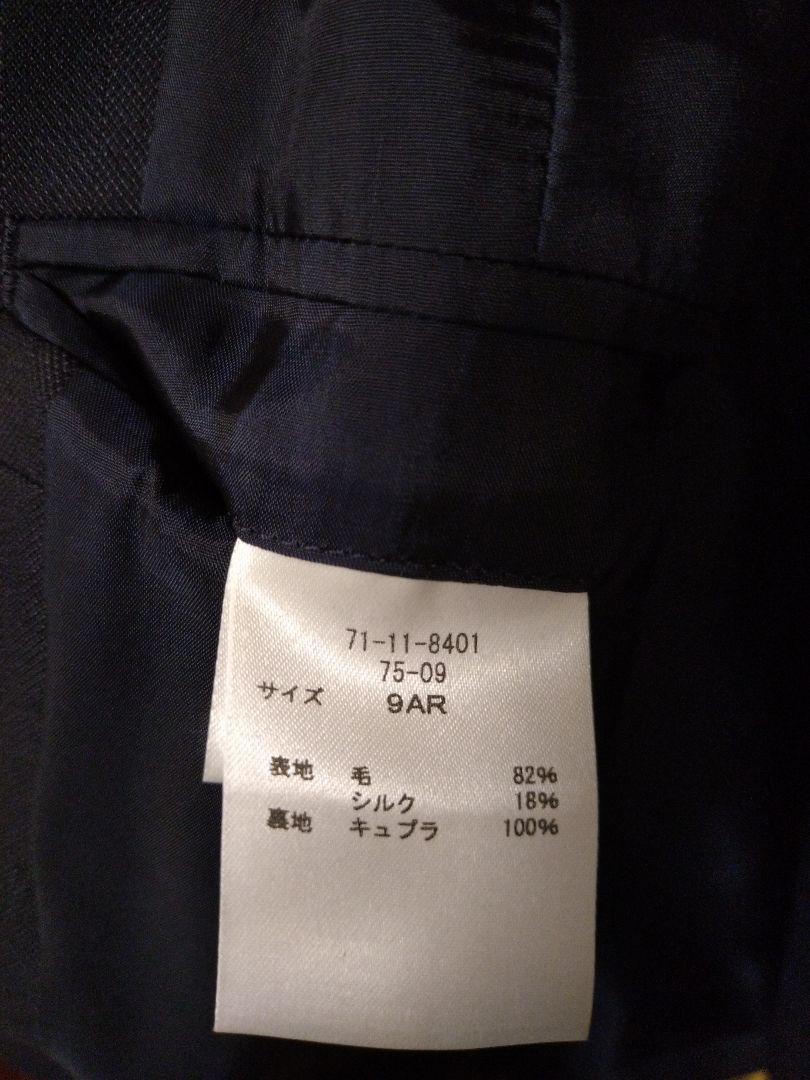 71-11-8401
75-09
サイズ 9AR
表地 毛 82%
シルク 18%
裏地 キュプラ 100%